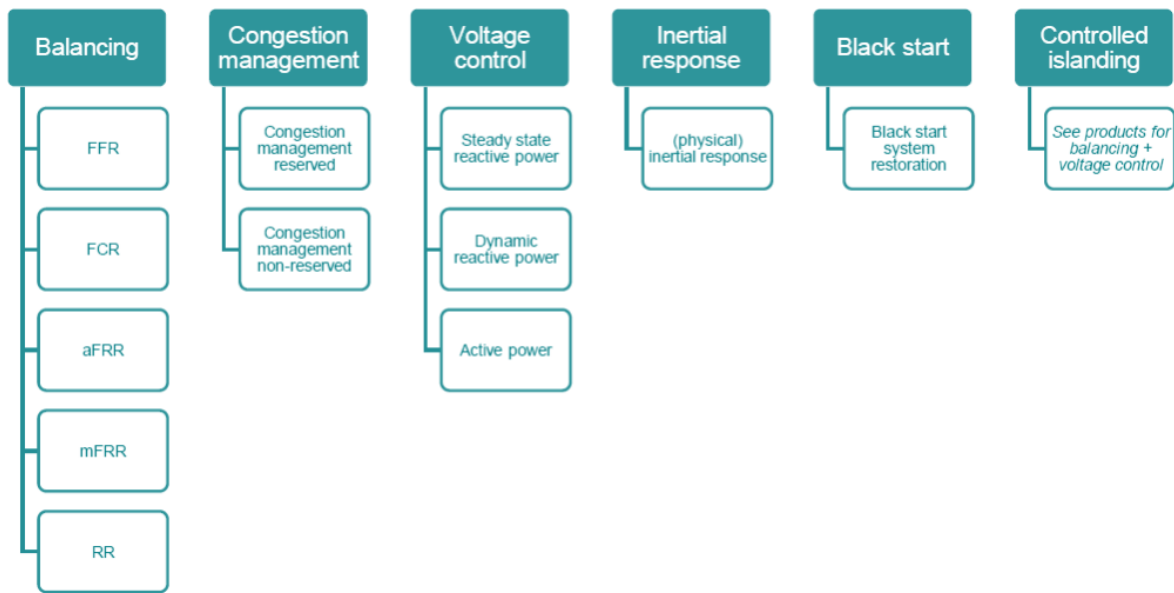 Balancing
FFR
FCR
aFRR
mFRR
RR
Congestion
management
Congestion
management
reserved
Congestion
management
non-reserved
Voltage
control
Steady state
reactive power
Dynamic
reactive power
Active power
Inertial
response
(physical)
inertial response
Black start
Black start
system
restoration
Controlled
islanding
See products for
balancing +
voltage control